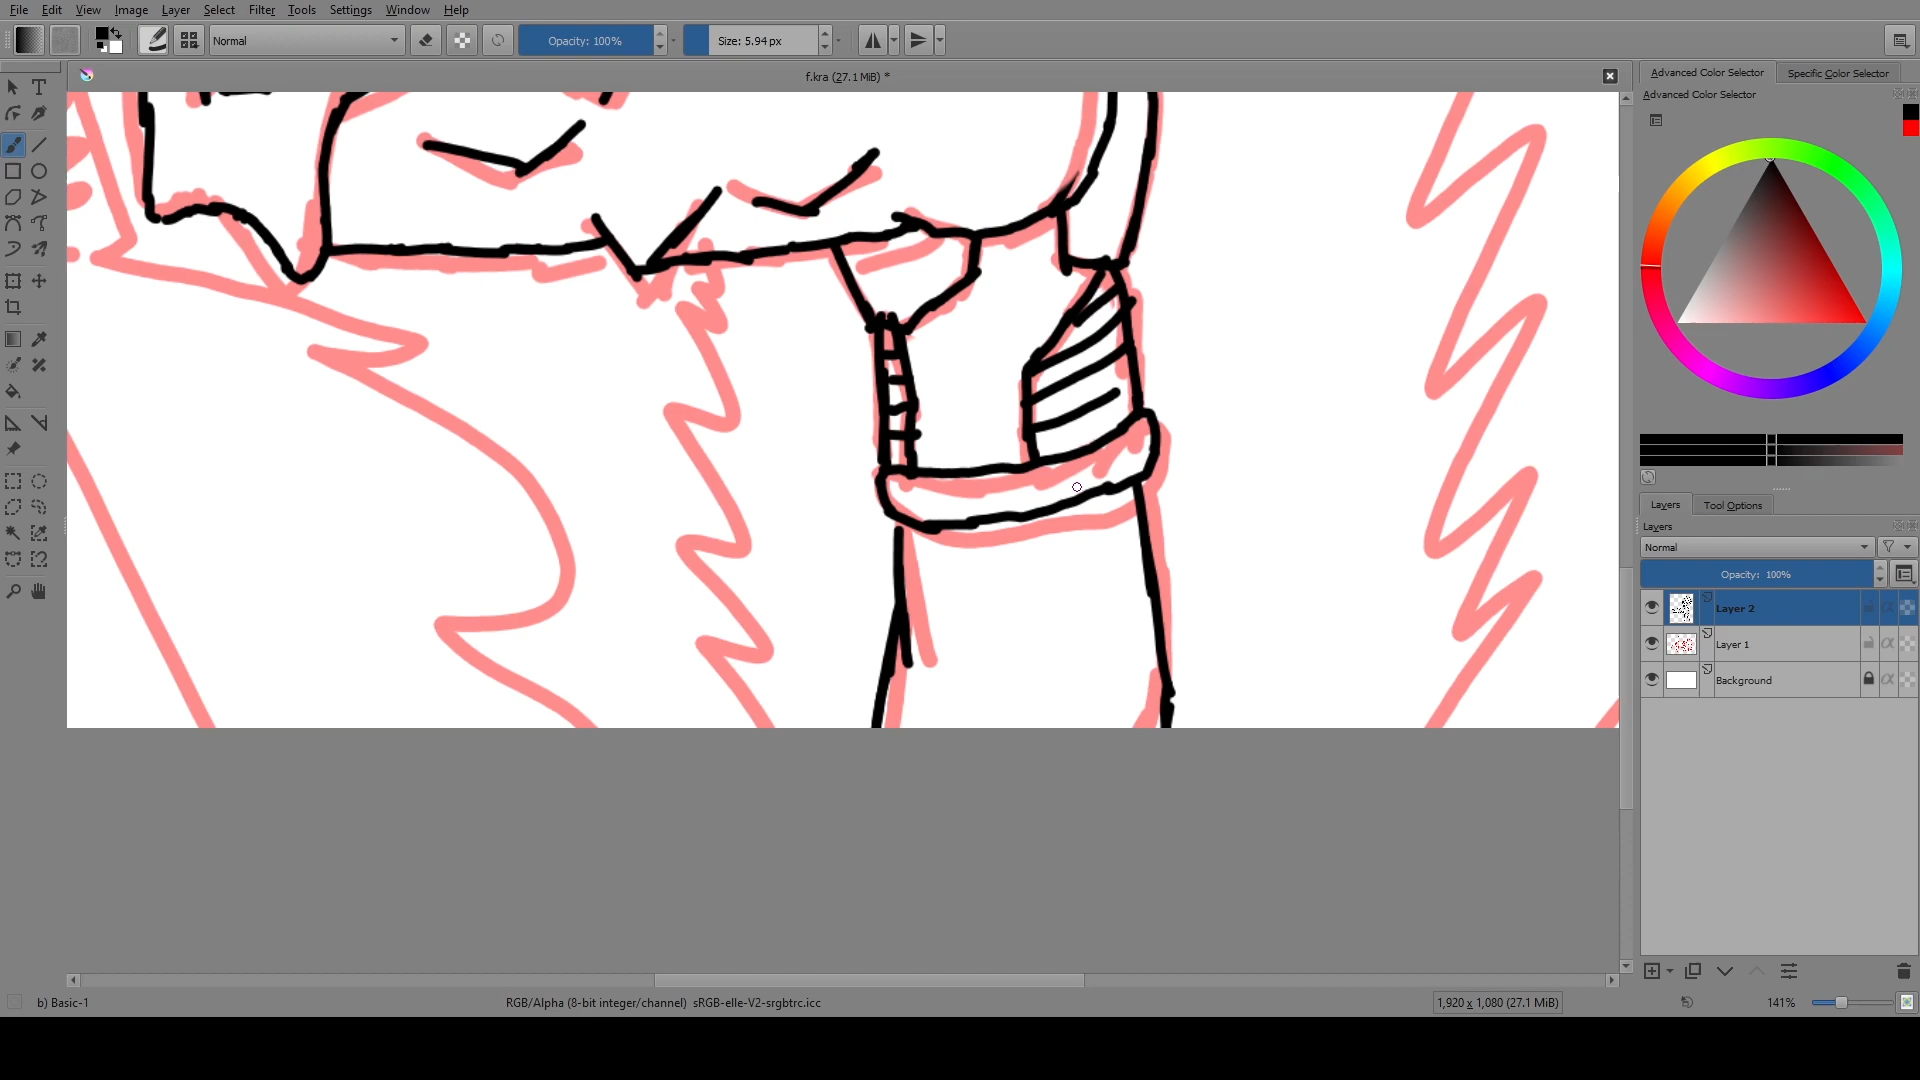 File Edit View Image Layer Select Filter Tools Settings Window Help
Normal Opacity: 100% Size: 5.94 px
f.kra (27.1 MiB) *
Advanced Color Selector Specific Color Selector
Advanced Color Selector
Layers Tool Options
Layers
Normal
Opacity: 100%
Layer 2
Layer 1
Background
b) Basic-1 RGB/Alpha (8-bit integer/channel) sRGB-elle-V2-srgbtrc.icc 1,920 x 1,080 (27.1 MiB) 141%